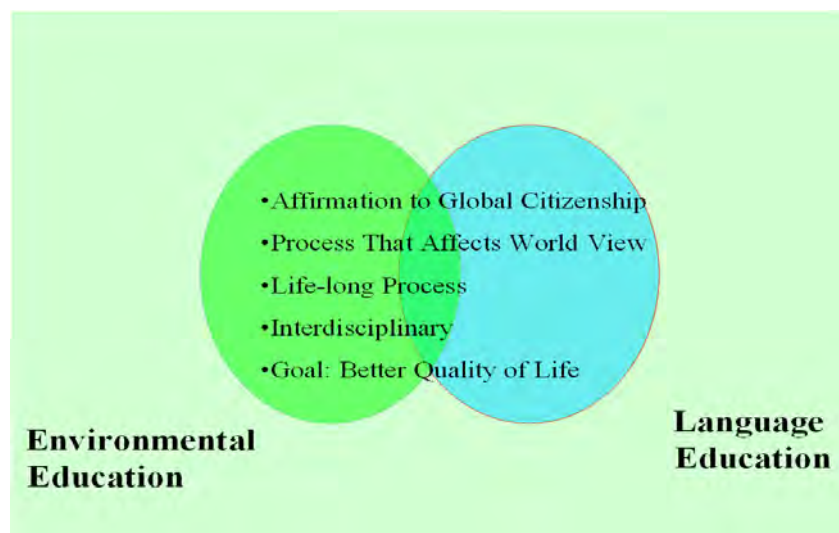 •Affirmation to Global Citizenship
•Process That Affects World View
•Life-long Process
•Interdisciplinary
•Goal: Better Quality of Life
Environmental
Education
Language
Education